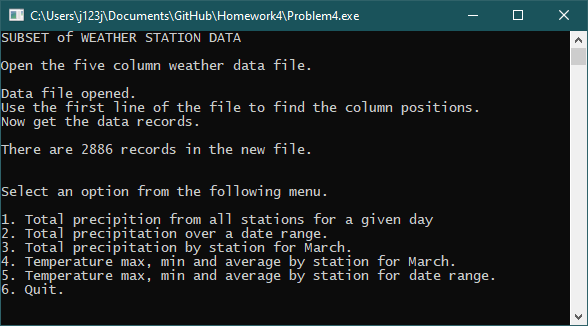 C:\Users\j123j\Documents\GitHub\Homework4\Problem4.exe
SUBSET of WEATHER STATION DATA
Open the five column weather data file.
Data file opened.
Use the first line of the file to find the column positions.
Now get the data records.
There are 2886 records in the new file.
Select an option from the following menu.
1. Total precipition from all stations for a given day
2. Total precipitation over a date range.
3. Total precipitation by station for March.
4. Temperature max, min and average by station for March.
5. Temperature max, min and average by station for date range.
6. Quit.